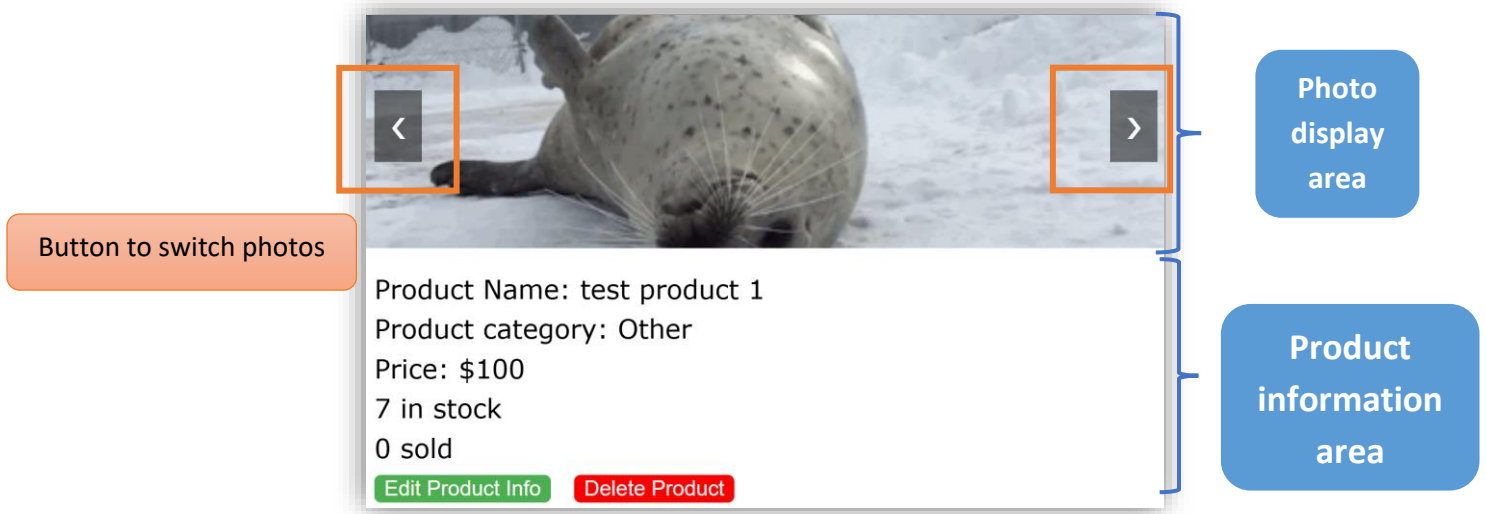 Photo
display
area
‹
›
Button to switch photos
Product Name: test product 1
Product category: Other
Price: $100
7 in stock
0 sold
Edit Product Info
Delete Product
Product
information
area